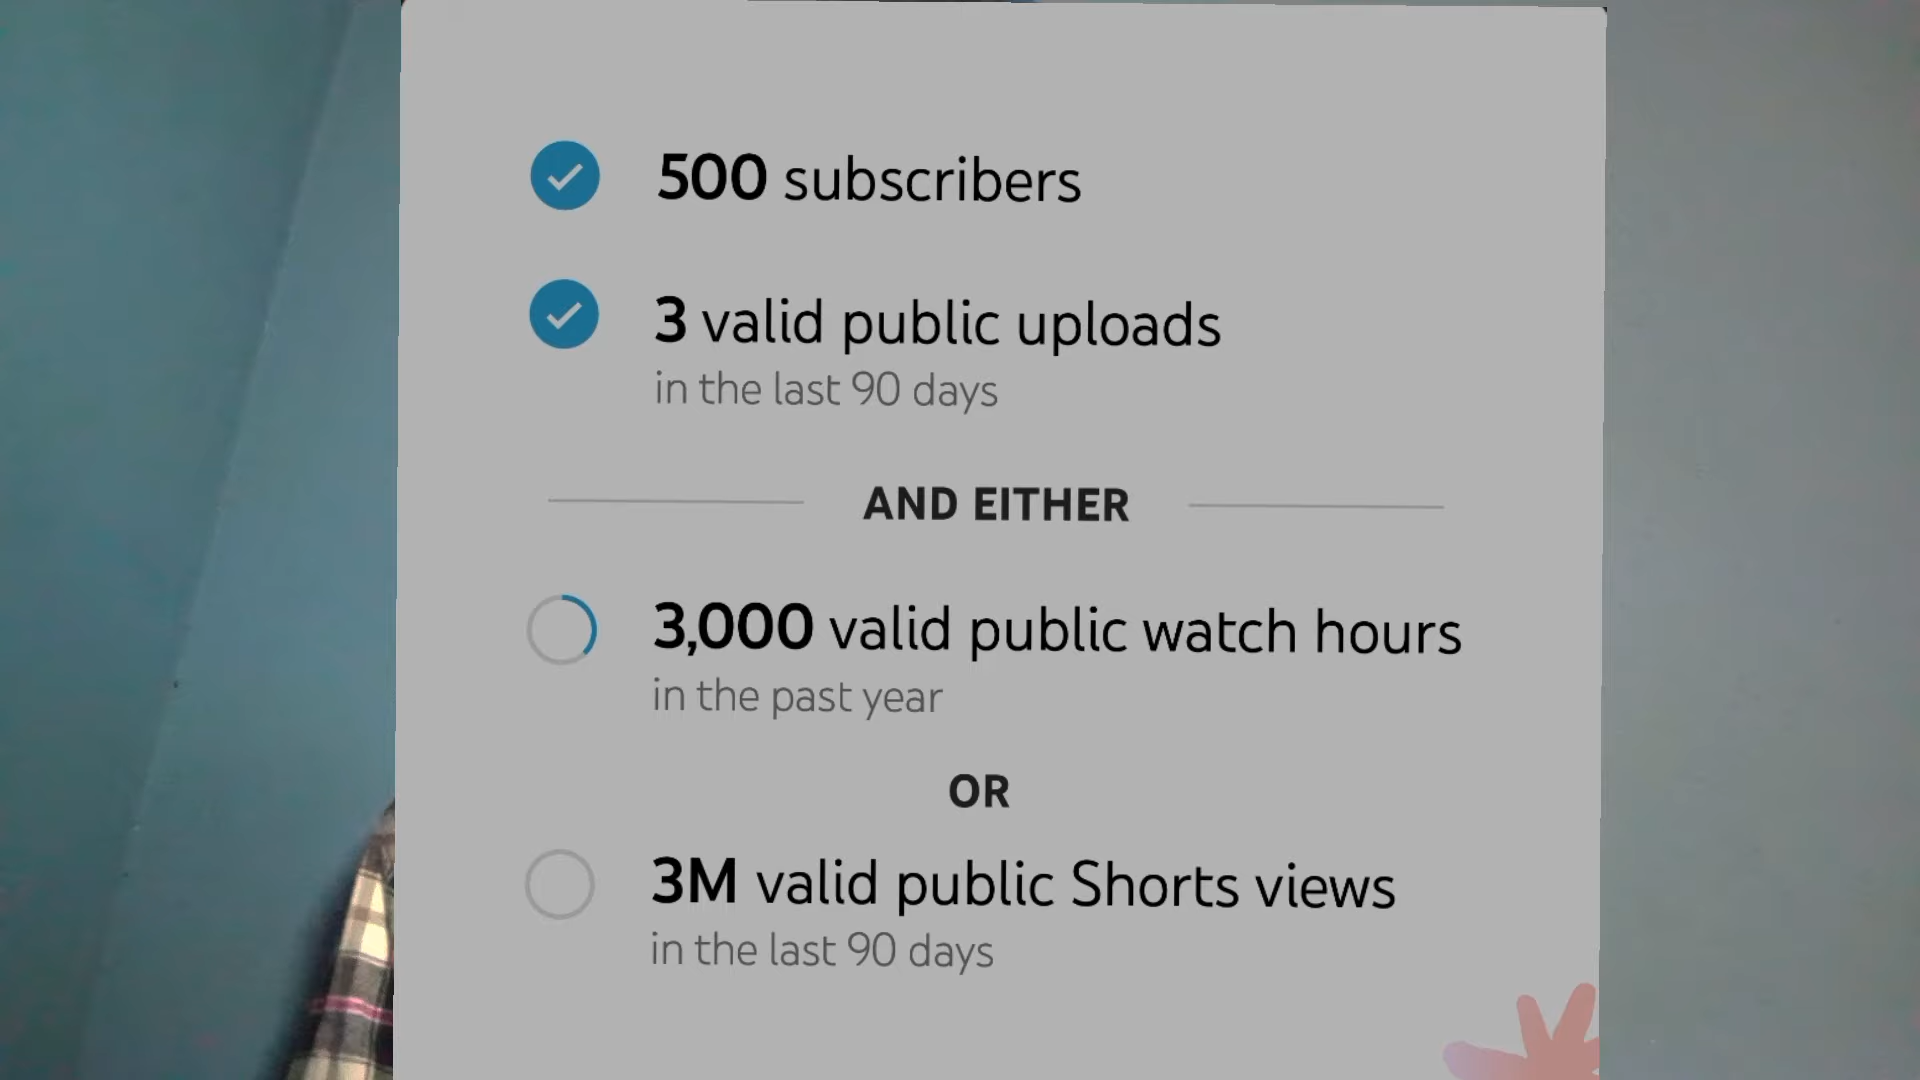 500 subscribers
3 valid public uploads
in the last 90 days
AND EITHER
3,000 valid public watch hours
in the past year
OR
3M valid public Shorts views
in the last 90 days